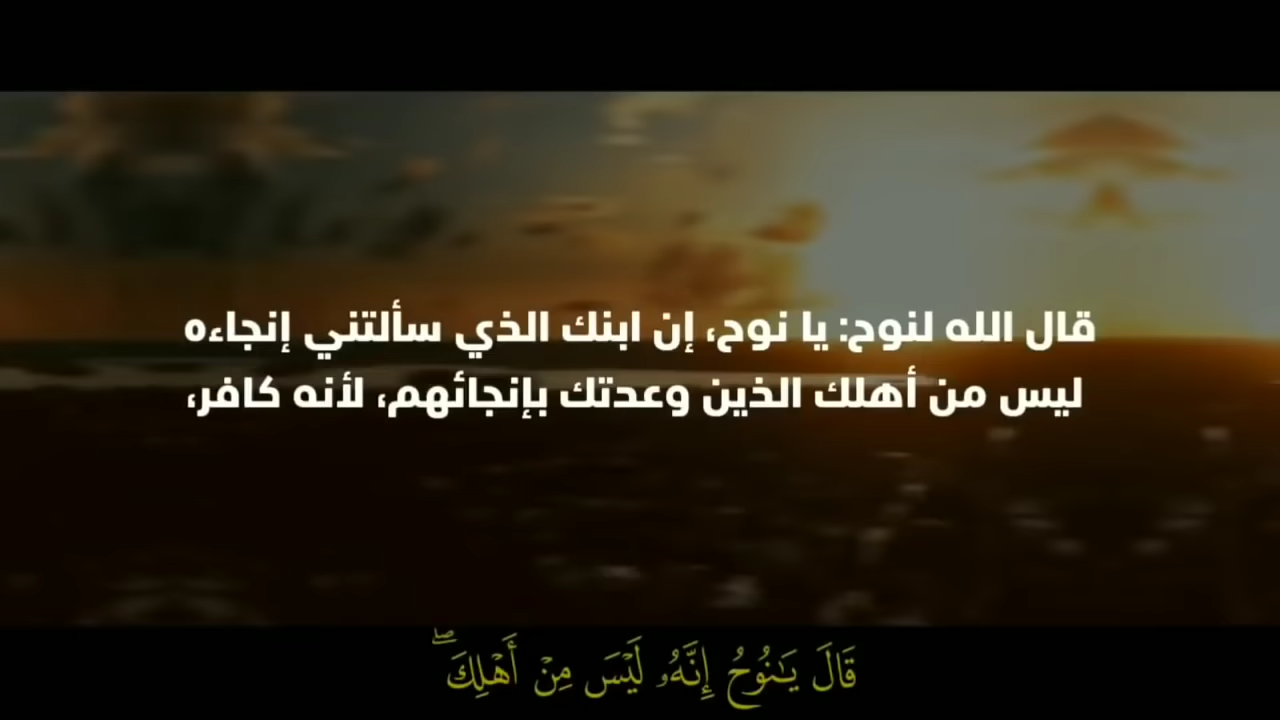 قال الله لنوح: يا نوح، إن ابنك الذي سألتني إنجاءه
ليس من أهلك الذين وعدتك بإنجائهم، لأنه كافر،
قَالَ يَـٰنُوحُ إِنَّهُۥ لَيْسَ مِنْ أَهْلِكَ ۖ